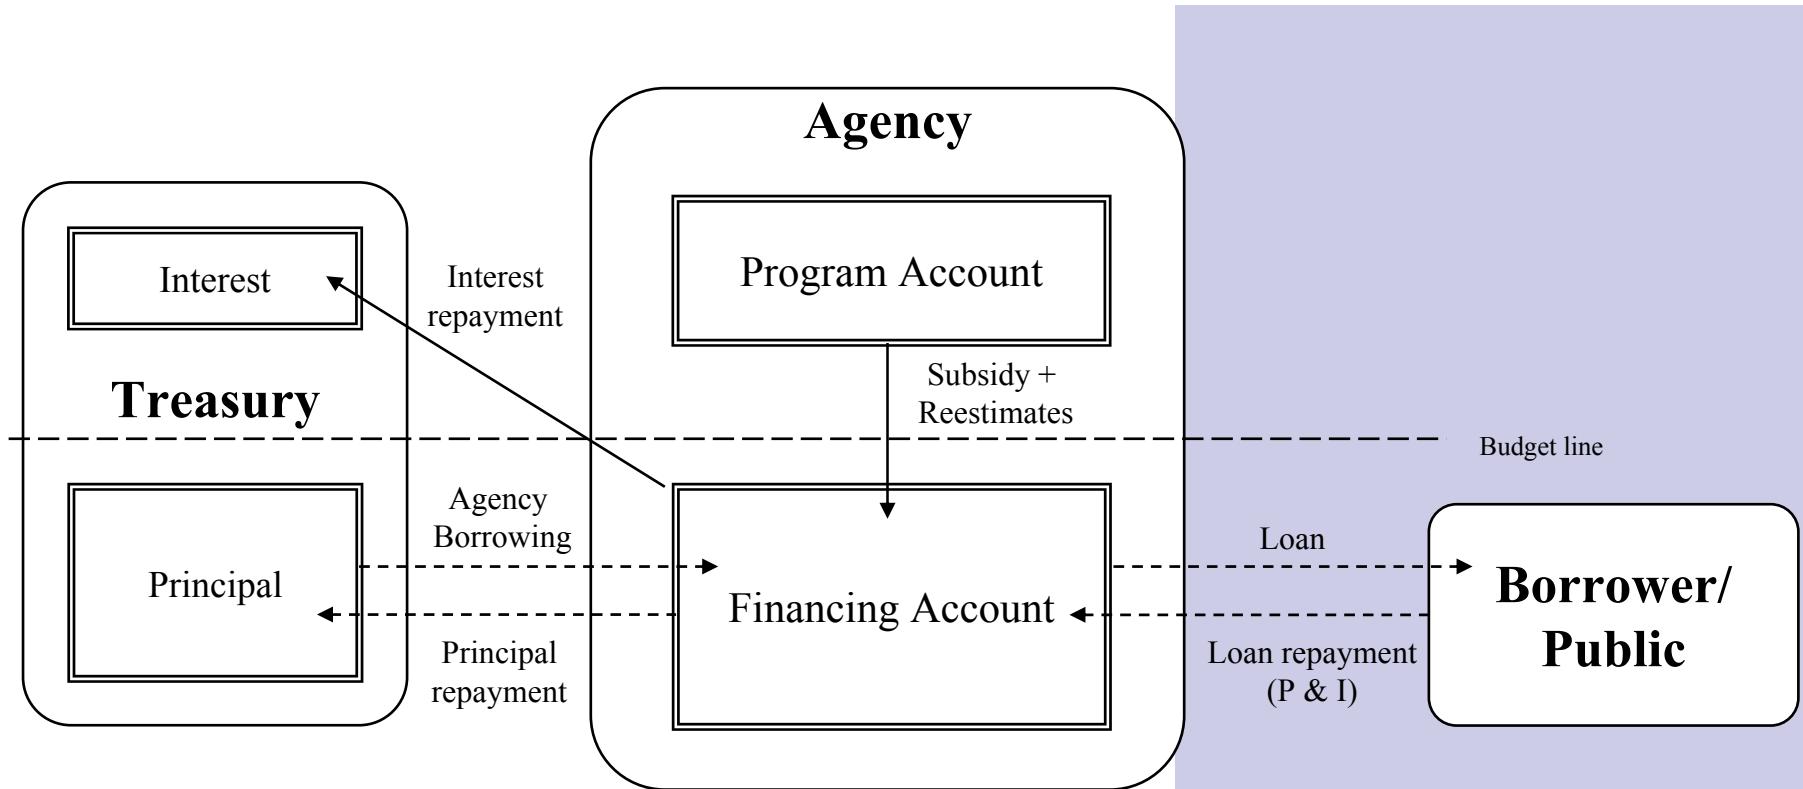 Agency
Interest
Interest
repayment
Program Account
Treasury
Subsidy +
Reestimates
Budget line
Principal
Agency
Borrowing
Financing Account
Loan
Borrower/
Public
Principal
repayment
Loan repayment
(P & I)